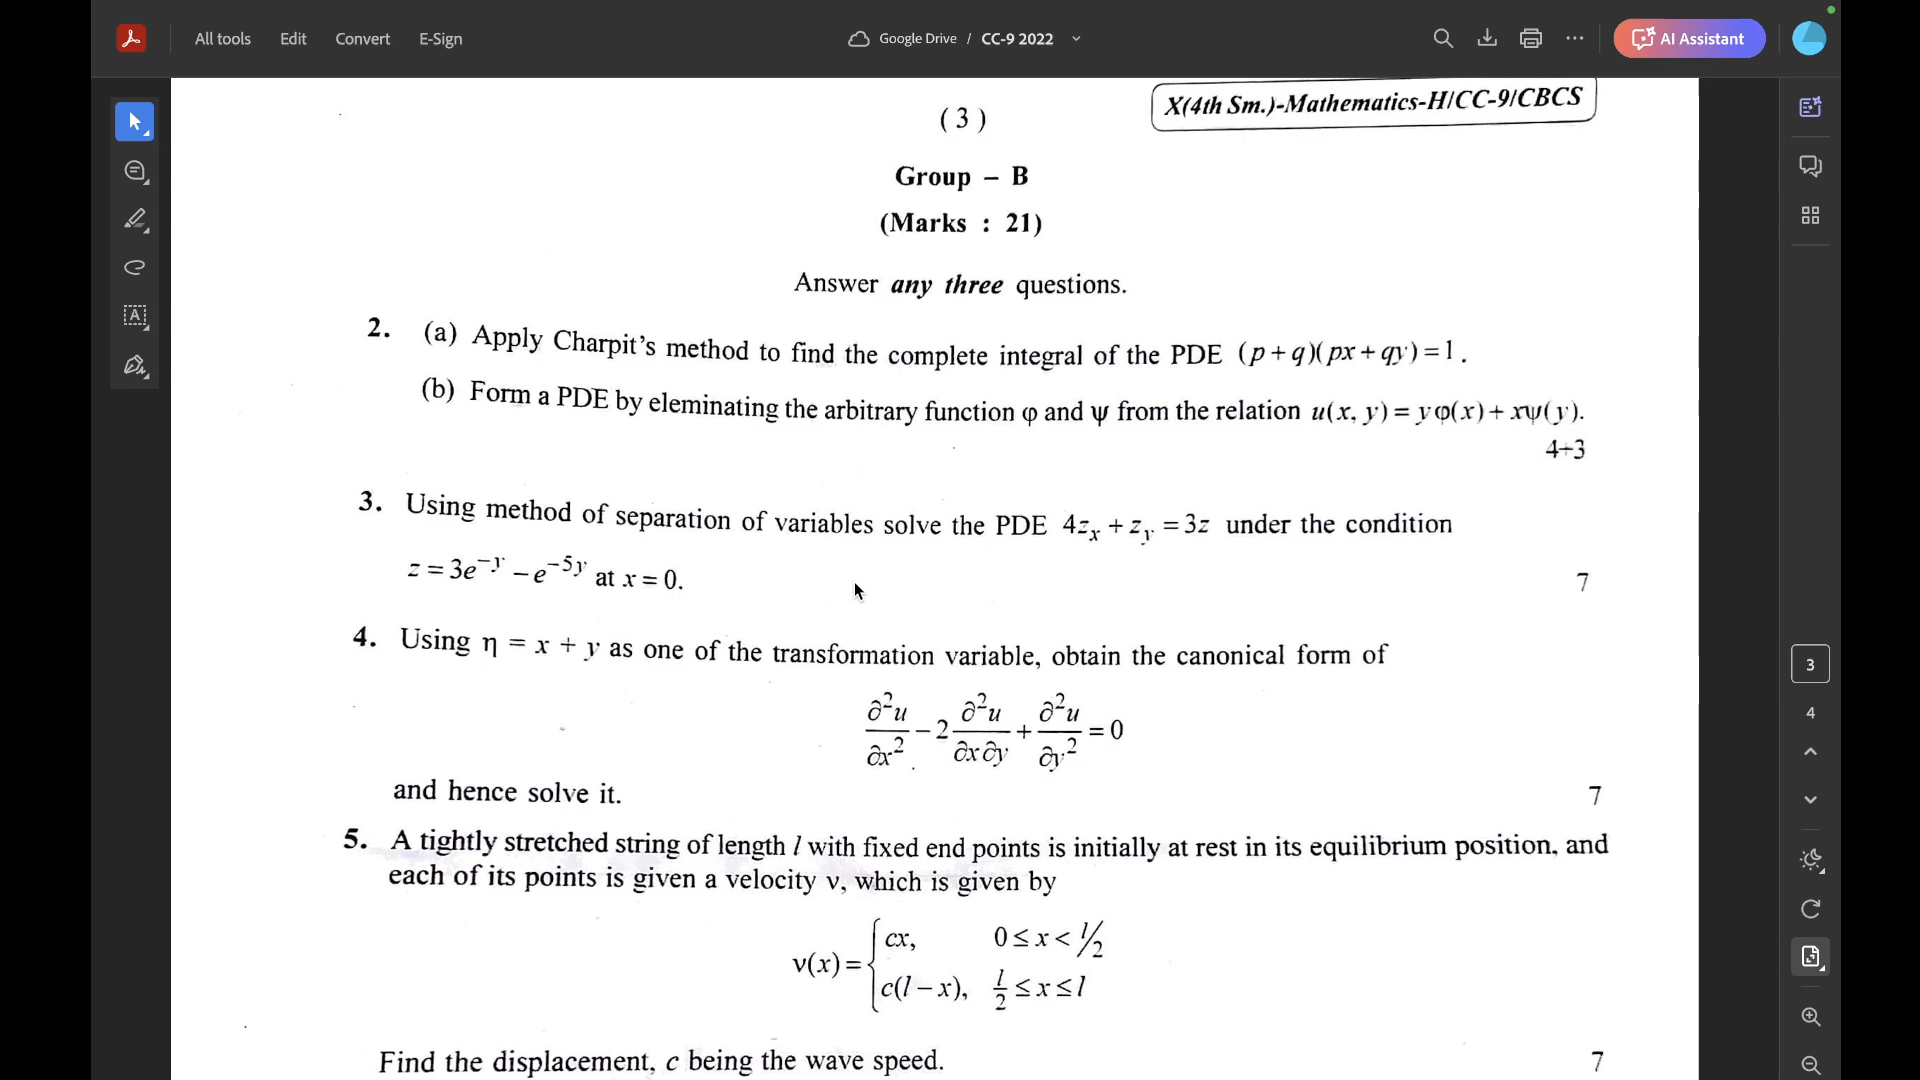 All tools Edit Convert E-Sign Google Drive / CC-9 2022 AI Assistant
X(4th Sm.)-Mathematics-H/CC-9/CBCS
( 3 )
Group – B
(Marks : 21)
Answer any three questions.
2. (a) Apply Charpit's method to find the complete integral of the PDE (p+q)(px+qy)=1.
(b) Form a PDE by eleminating the arbitrary function φ and ψ from the relation u(x, y) = yφ(x) + xψ(y).
4+3
3. Using method of separation of variables solve the PDE 4z_x + z_y = 3z under the condition
z = 3e^{-y} – e^{-5y} at x = 0.
7
4. Using η = x + y as one of the transformation variable, obtain the canonical form of
∂²u/∂x² – 2 ∂²u/∂x∂y + ∂²u/∂y² = 0
and hence solve it.
7
5. A tightly stretched string of length l with fixed end points is initially at rest in its equilibrium position, and
each of its points is given a velocity v, which is given by
v(x) = { cx, 0 ≤ x < l/2
c(l – x), l/2 ≤ x ≤ l
Find the displacement, c being the wave speed.
7
3
4